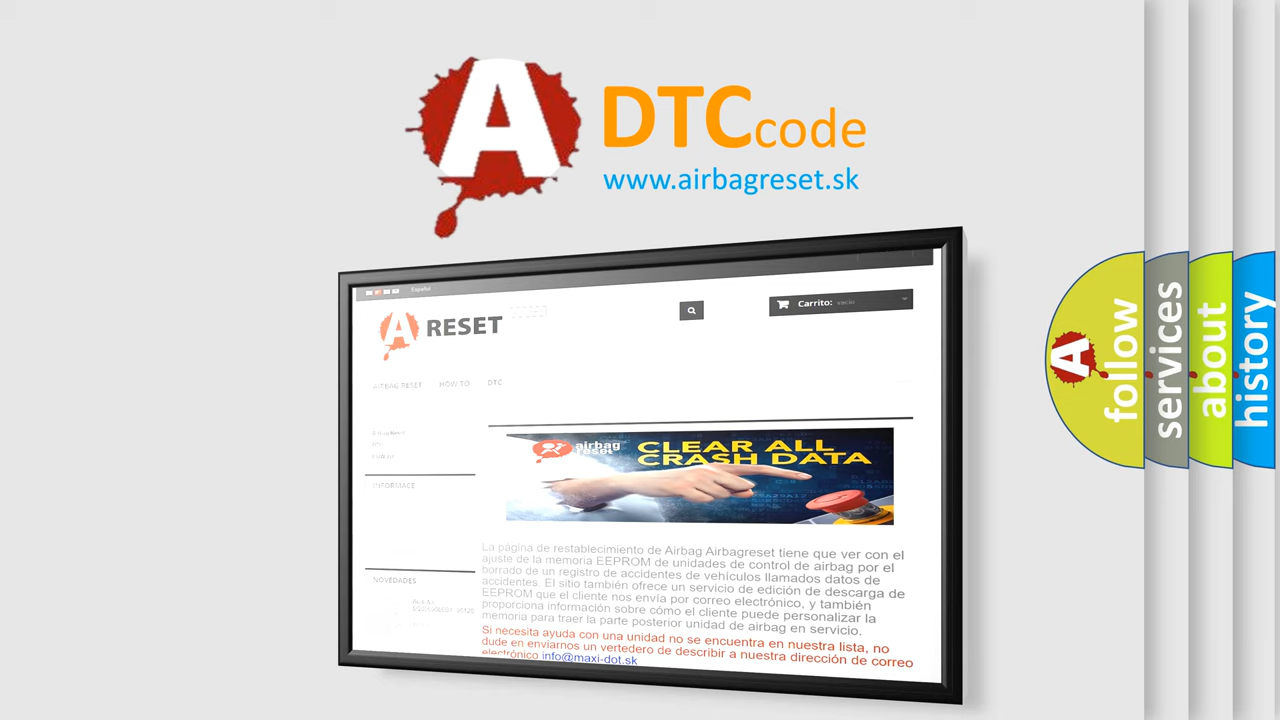 A
DTCcode
www.airbagreset.sk
Español
A RESET
Carrito: vacío
AIRBAG RESET HOW TO DTC
Airbag Reset
INFORMACE
airbag
reset
CLEAR ALL
CRASH DATA
La página de restablecimiento de Airbag Airbagreset tiene que ver con el
ajuste de la memoria EEPROM de unidades de control de airbag por el
borrado de un registro de accidentes de vehículos llamados datos de
accidentes. El sitio también ofrece un servicio de edición de descarga de
EEPROM que el cliente nos envía por correo electrónico, y también
proporciona información sobre cómo el cliente puede personalizar la
memoria para traer la parte posterior unidad de airbag en servicio.
Si necesita ayuda con una unidad no se encuentra en nuestra lista, no
dude en enviarnos un vertedero de describir a nuestra dirección de correo
electrónico info@maxi-dot.sk
NOVEDADES
A follow
services
about
history